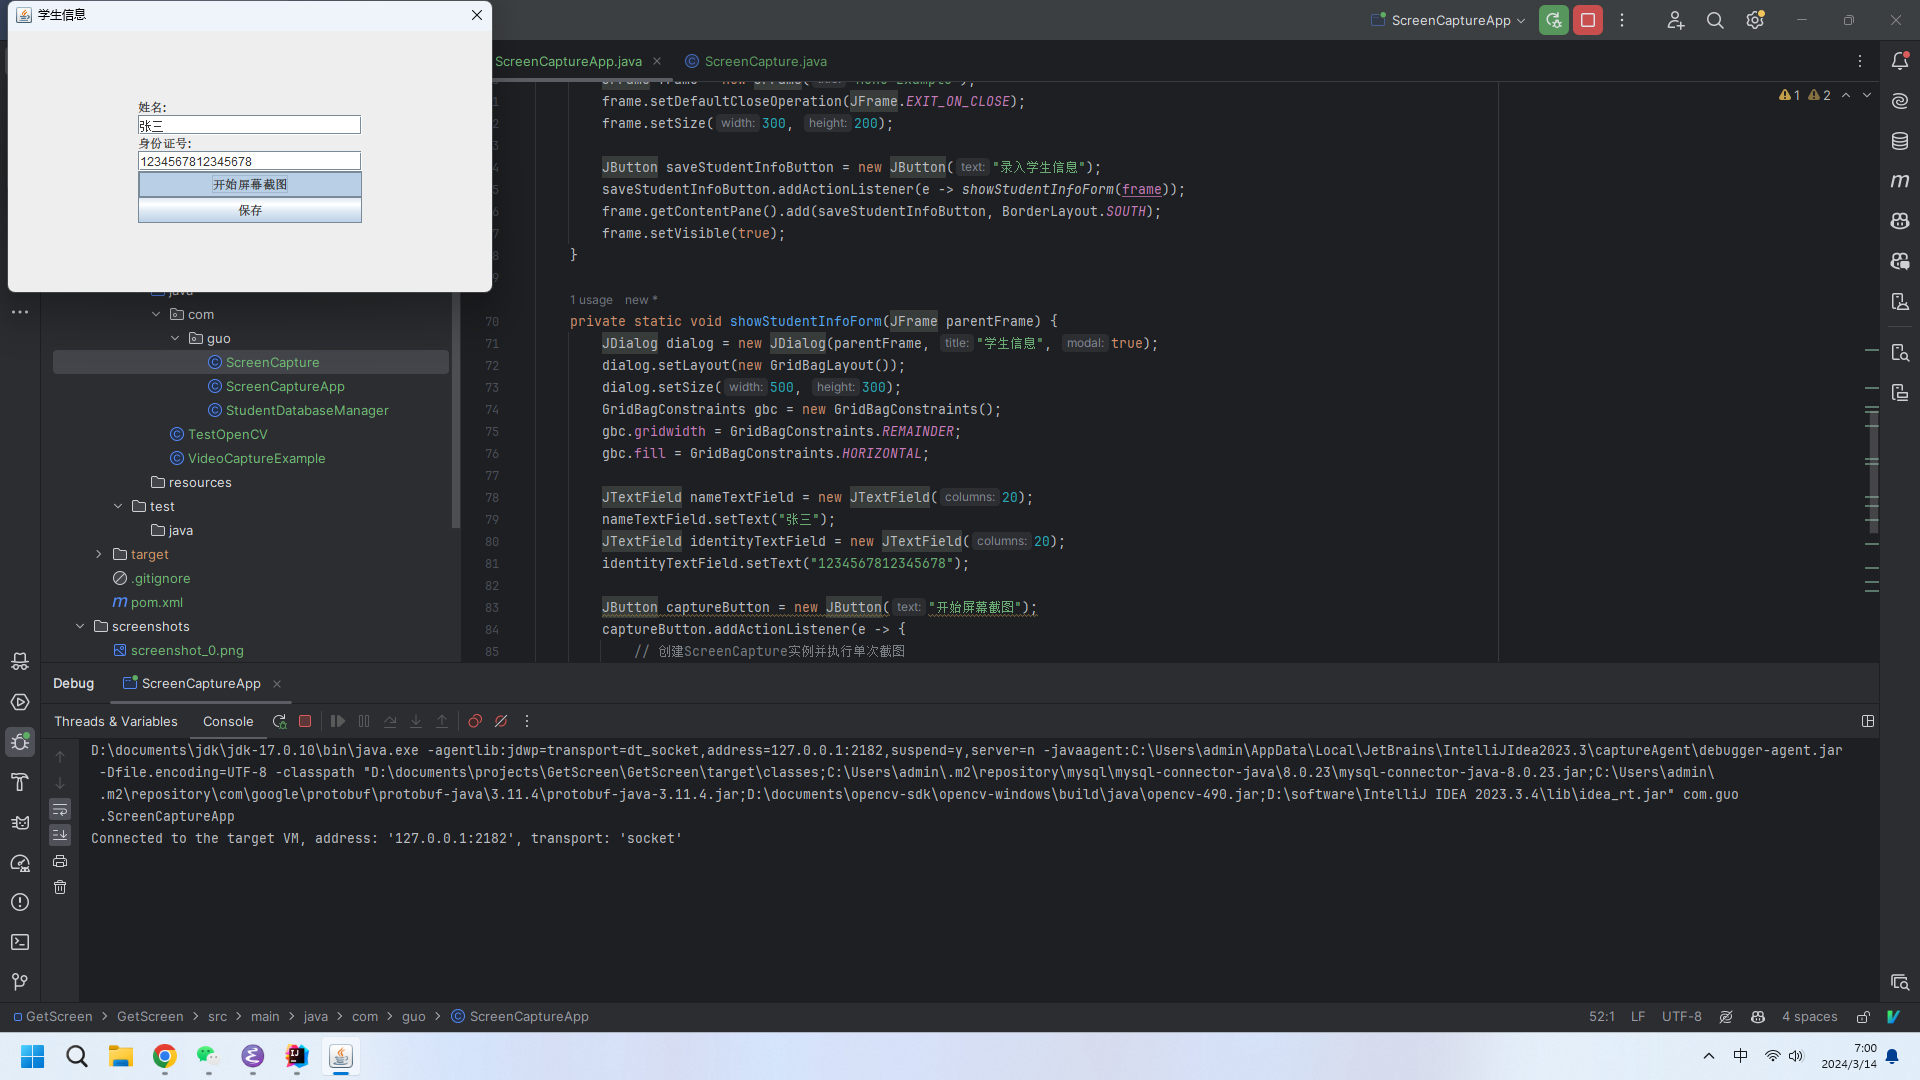 学生信息
姓名:
张三
身份证号:
1234567812345678
开始屏幕截图
保存
ScreenCaptureApp
ScreenCaptureApp.java
ScreenCapture.java
1 2
frame.setDefaultCloseOperation(JFrame.EXIT_ON_CLOSE);
frame.setSize( width: 300, height: 200);
JButton saveStudentInfoButton = new JButton( text: "录入学生信息");
saveStudentInfoButton.addActionListener(e -> showStudentInfoForm(frame));
frame.getContentPane().add(saveStudentInfoButton, BorderLayout.SOUTH);
frame.setVisible(true);
}
1 usage new *
70 private static void showStudentInfoForm(JFrame parentFrame) {
71 JDialog dialog = new JDialog(parentFrame, title: "学生信息", modal: true);
72 dialog.setLayout(new GridBagLayout());
73 dialog.setSize( width: 500, height: 300);
74 GridBagConstraints gbc = new GridBagConstraints();
75 gbc.gridwidth = GridBagConstraints.REMAINDER;
76 gbc.fill = GridBagConstraints.HORIZONTAL;
77
78 JTextField nameTextField = new JTextField( columns: 20);
79 nameTextField.setText("张三");
80 JTextField identityTextField = new JTextField( columns: 20);
81 identityTextField.setText("1234567812345678");
82
83 JButton captureButton = new JButton( text: "开始屏幕截图");
84 captureButton.addActionListener(e -> {
85 // 创建ScreenCapture实例并执行单次截图
java
com
guo
ScreenCapture
ScreenCaptureApp
StudentDatabaseManager
TestOpenCV
VideoCaptureExample
resources
test
java
target
.gitignore
pom.xml
screenshots
screenshot_0.png
Debug
ScreenCaptureApp
Threads & Variables
Console
D:\documents\jdk\jdk-17.0.10\bin\java.exe -agentlib:jdwp=transport=dt_socket,address=127.0.0.1:2182,suspend=y,server=n -javaagent:C:\Users\admin\AppData\Local\JetBrains\IntelliJIdea2023.3\captureAgent\debugger-agent.jar
-Dfile.encoding=UTF-8 -classpath "D:\documents\projects\GetScreen\GetScreen\target\classes;C:\Users\admin\.m2\repository\mysql\mysql-connector-java\8.0.23\mysql-connector-java-8.0.23.jar;C:\Users\admin\
.m2\repository\com\google\protobuf\protobuf-java\3.11.4\protobuf-java-3.11.4.jar;D:\documents\opencv-sdk\opencv-windows\build\java\opencv-490.jar;D:\software\IntelliJ IDEA 2023.3.4\lib\idea_rt.jar" com.guo
.ScreenCaptureApp
Connected to the target VM, address: '127.0.0.1:2182', transport: 'socket'
GetScreen > GetScreen > src > main > java > com > guo > ScreenCaptureApp
52:1 LF UTF-8 4 spaces
中
7:00
2024/3/14